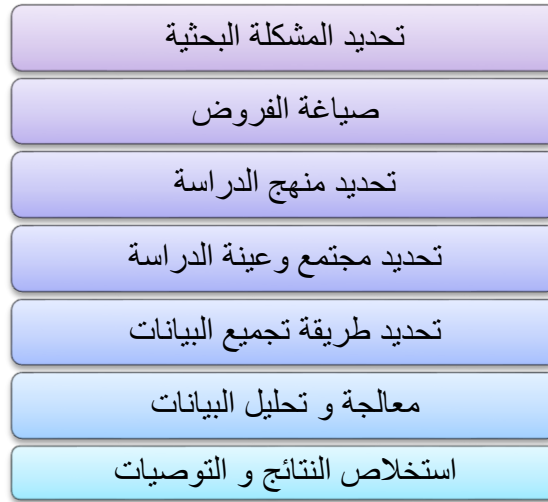 تحديد المشكلة البحثية
صياغة الفروض
تحديد منهج الدراسة
تحديد مجتمع وعينة الدراسة
تحديد طريقة تجميع البيانات
معالجة و تحليل البيانات
استخلاص النتائج و التوصيات